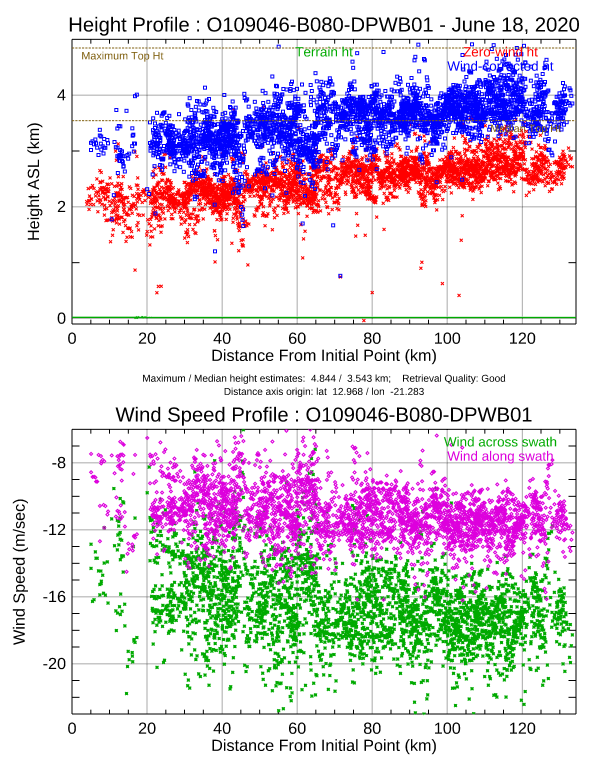 Height Profile : O109046-B080-DPWB01 - June 18, 2020
Maximum Top Ht
Terrain ht
Zero-wind ht
Wind-corrected ht
4
2
0
Height ASL (km)
0 20 40 60 80 100 120
Distance From Initial Point (km)
Maximum / Median height estimates: 4.844 / 3.543 km; Retrieval Quality: Good
Distance axis origin: lat 12.968 / lon -21.283
Wind Speed Profile : O109046-B080-DPWB01
Wind across swath
Wind along swath
-8
-12
-16
-20
Wind Speed (m/sec)
0 20 40 60 80 100 120
Distance From Initial Point (km)